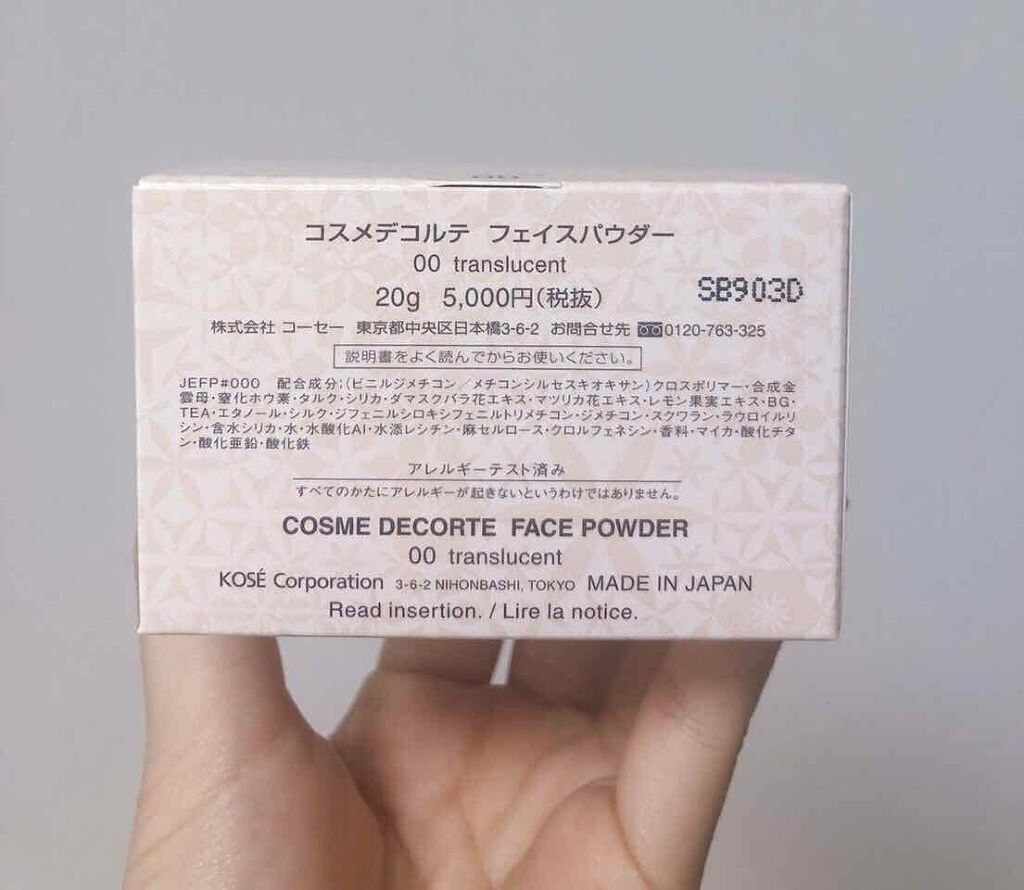 コスメデコルテ フェイスパウダー
00 translucent
20g 5,000円(税抜)
SB903D
株式会社 コーセー 東京都中央区日本橋3-6-2 お問合せ先 0120-763-325
説明書をよく読んでからお使いください。
JEFP#000 配合成分:(ビニルジメチコン/メチコンシルセスキオキサン)クロスポリマー・合成金
雲母・窒化ホウ素・タルク・シリカ・ダマスクバラ花エキス・マツリカ花エキス・レモン果実エキス・BG・
TEA・エタノール・シルク・ジフェニルシロキシフェニルトリメチコン・ジメチコン・スクワラン・ラウロイルリ
シン・含水シリカ・水・水酸化Al・水添レシチン・麻セルロース・クロルフェネシン・香料・マイカ・酸化チタ
ン・酸化亜鉛・酸化鉄
アレルギーテスト済み
すべてのかたにアレルギーが起きないというわけではありません。
COSME DECORTE FACE POWDER
00 translucent
KOSÉ Corporation 3-6-2 NIHONBASHI, TOKYO MADE IN JAPAN
Read insertion. / Lire la notice.